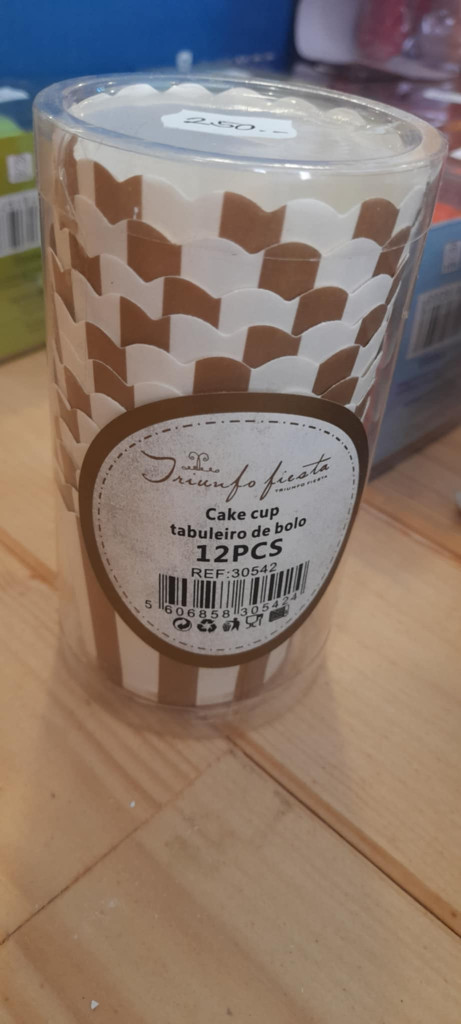 2.50.-
Triunfo fiesta
TRIUNFO FIESTA
Cake cup
tabuleiro de bolo
12PCS
REF:30542
5 606858 305424